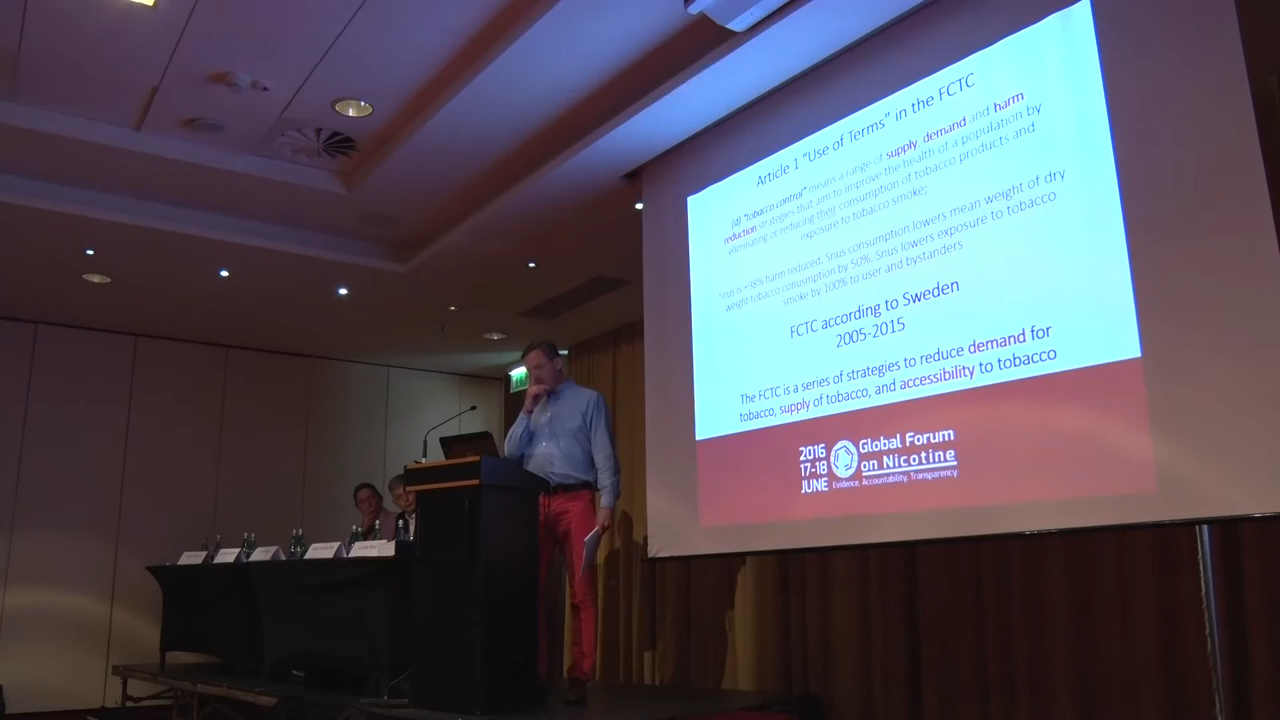 Article 1 "Use of Terms" in the FCTC
(d) "tobacco control" means a range of supply, demand and harm
reduction strategies that aim to improve the health of a population by
eliminating or reducing their consumption of tobacco products and
exposure to tobacco smoke;
Snus is +98% harm reduced. Snus consumption lowers mean weight of dry
weight tobacco consumption by 50%. Snus lowers exposure to tobacco
smoke by 100% to user and bystanders
FCTC according to Sweden
2005-2015
The FCTC is a series of strategies to reduce demand for
tobacco, supply of tobacco, and accessibility to tobacco
2016
17-18
JUNE
Global Forum
on Nicotine
Evidence, Accountability, Transparency